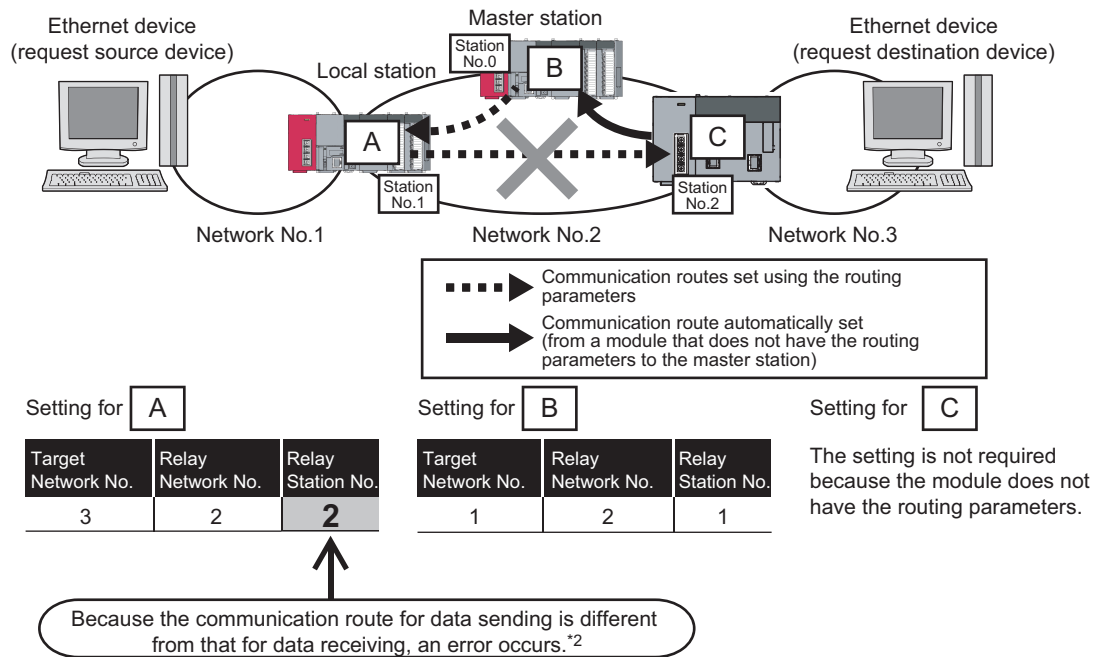 Ethernet device
(request source device)
Master station
Ethernet device
(request destination device)
Station
No.0
B
Local station
A
C
Station
No.1
Station
No.2
Network No.1
Network No.2
Network No.3
Communication routes set using the routing
parameters
Communication route automatically set
(from a module that does not have the routing
parameters to the master station)
Setting for A
Target
Network No.
Relay
Network No.
Relay
Station No.
3 2 2
Because the communication route for data sending is different
from that for data receiving, an error occurs.*2
Setting for B
Target
Network No.
Relay
Network No.
Relay
Station No.
1 2 1
Setting for C
The setting is not required
because the module does not
have the routing parameters.